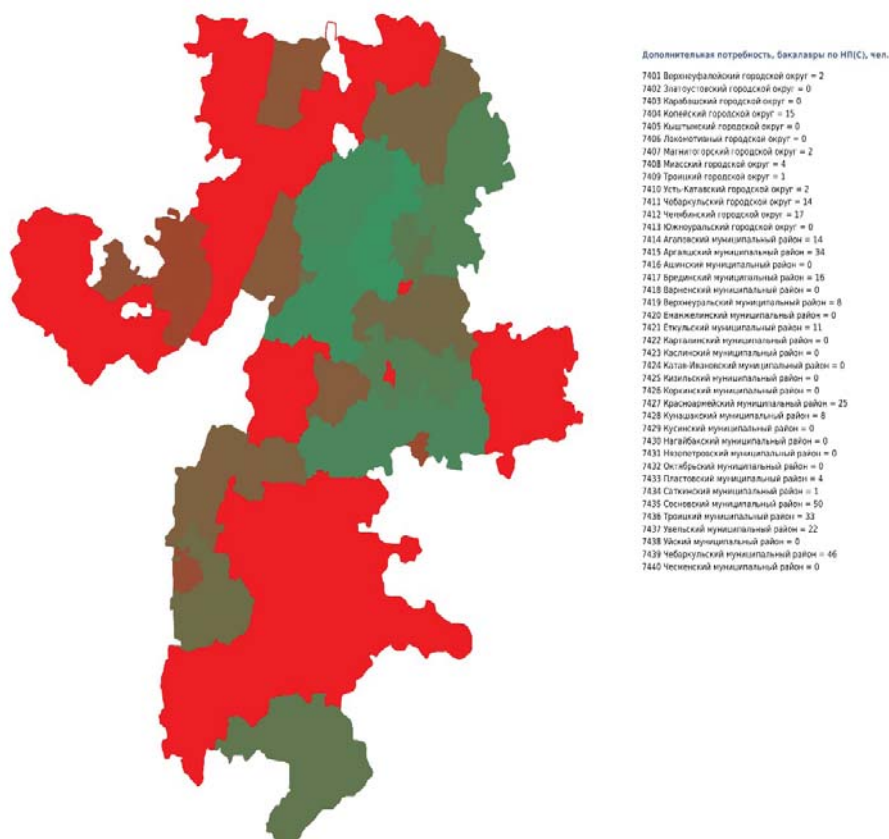 Дополнительная потребность, бакалавры по НП(С), чел.
7401 Верхнеуфалейский городской округ = 2
7402 Златоустовский городской округ = 0
7403 Карабашский городской округ = 0
7404 Копейский городской округ = 15
7405 Кыштымский городской округ = 0
7406 Локомотивный городской округ = 0
7407 Магнитогорский городской округ = 2
7408 Миасский городской округ = 4
7409 Троицкий городской округ = 1
7410 Усть-Катавский городской округ = 2
7411 Чебаркульский городской округ = 14
7412 Челябинский городской округ = 17
7413 Южноуральский городской округ = 0
7414 Агаповский муниципальный район = 14
7415 Аргаяшский муниципальный район = 34
7416 Ашинский муниципальный район = 0
7417 Брединский муниципальный район = 16
7418 Варненский муниципальный район = 0
7419 Верхнеуральский муниципальный район = 8
7420 Еманжелинский муниципальный район = 0
7421 Еткульский муниципальный район = 11
7422 Карталинский муниципальный район = 0
7423 Каслинский муниципальный район = 0
7424 Катав-Ивановский муниципальный район = 0
7425 Кизильский муниципальный район = 0
7426 Коркинский муниципальный район = 0
7427 Красноармейский муниципальный район = 25
7428 Кунашакский муниципальный район = 8
7429 Кусинский муниципальный район = 0
7430 Нагайбакский муниципальный район = 0
7431 Нязепетровский муниципальный район = 0
7432 Октябрьский муниципальный район = 0
7433 Пластовский муниципальный район = 4
7434 Саткинский муниципальный район = 1
7435 Сосновский муниципальный район = 50
7436 Троицкий муниципальный район = 33
7437 Увельский муниципальный район = 22
7438 Уйский муниципальный район = 0
7439 Чебаркульский муниципальный район = 46
7440 Чесменский муниципальный район = 0